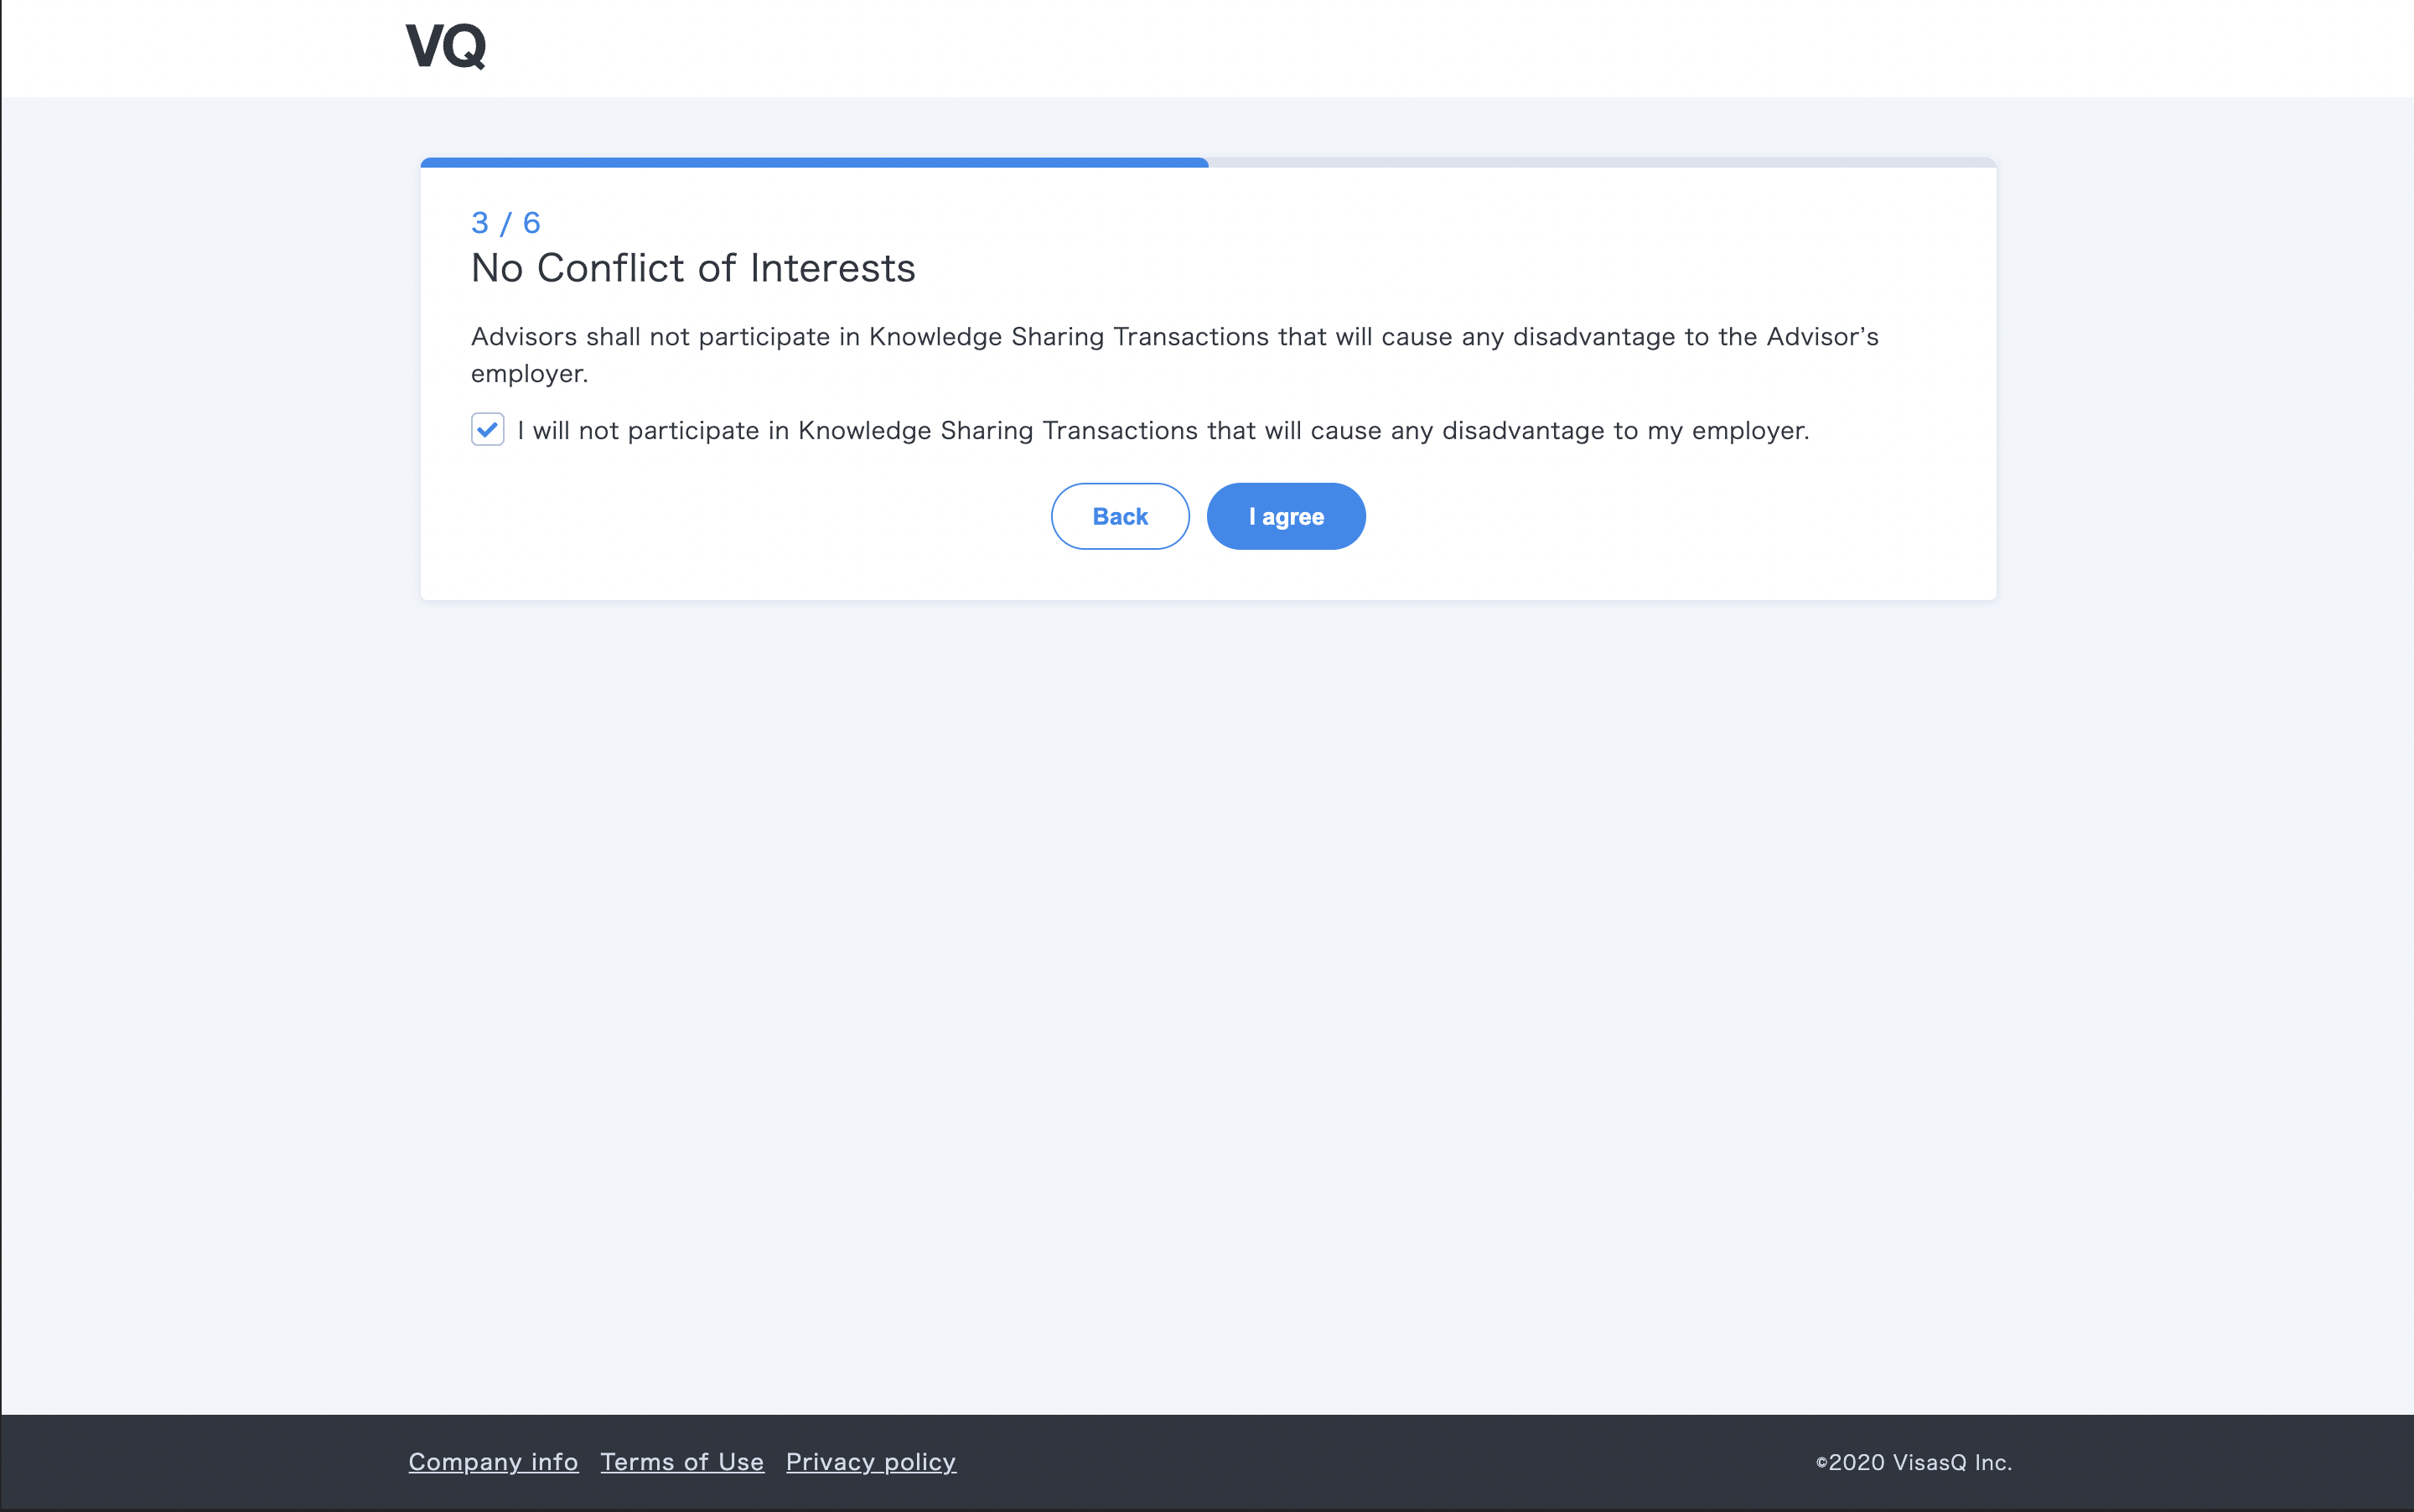 VQ
3 / 6
No Conflict of Interests
Advisors shall not participate in Knowledge Sharing Transactions that will cause any disadvantage to the Advisor's
employer.
I will not participate in Knowledge Sharing Transactions that will cause any disadvantage to my employer.
Back
I agree
Company info Terms of Use Privacy policy
©2020 VisasQ Inc.